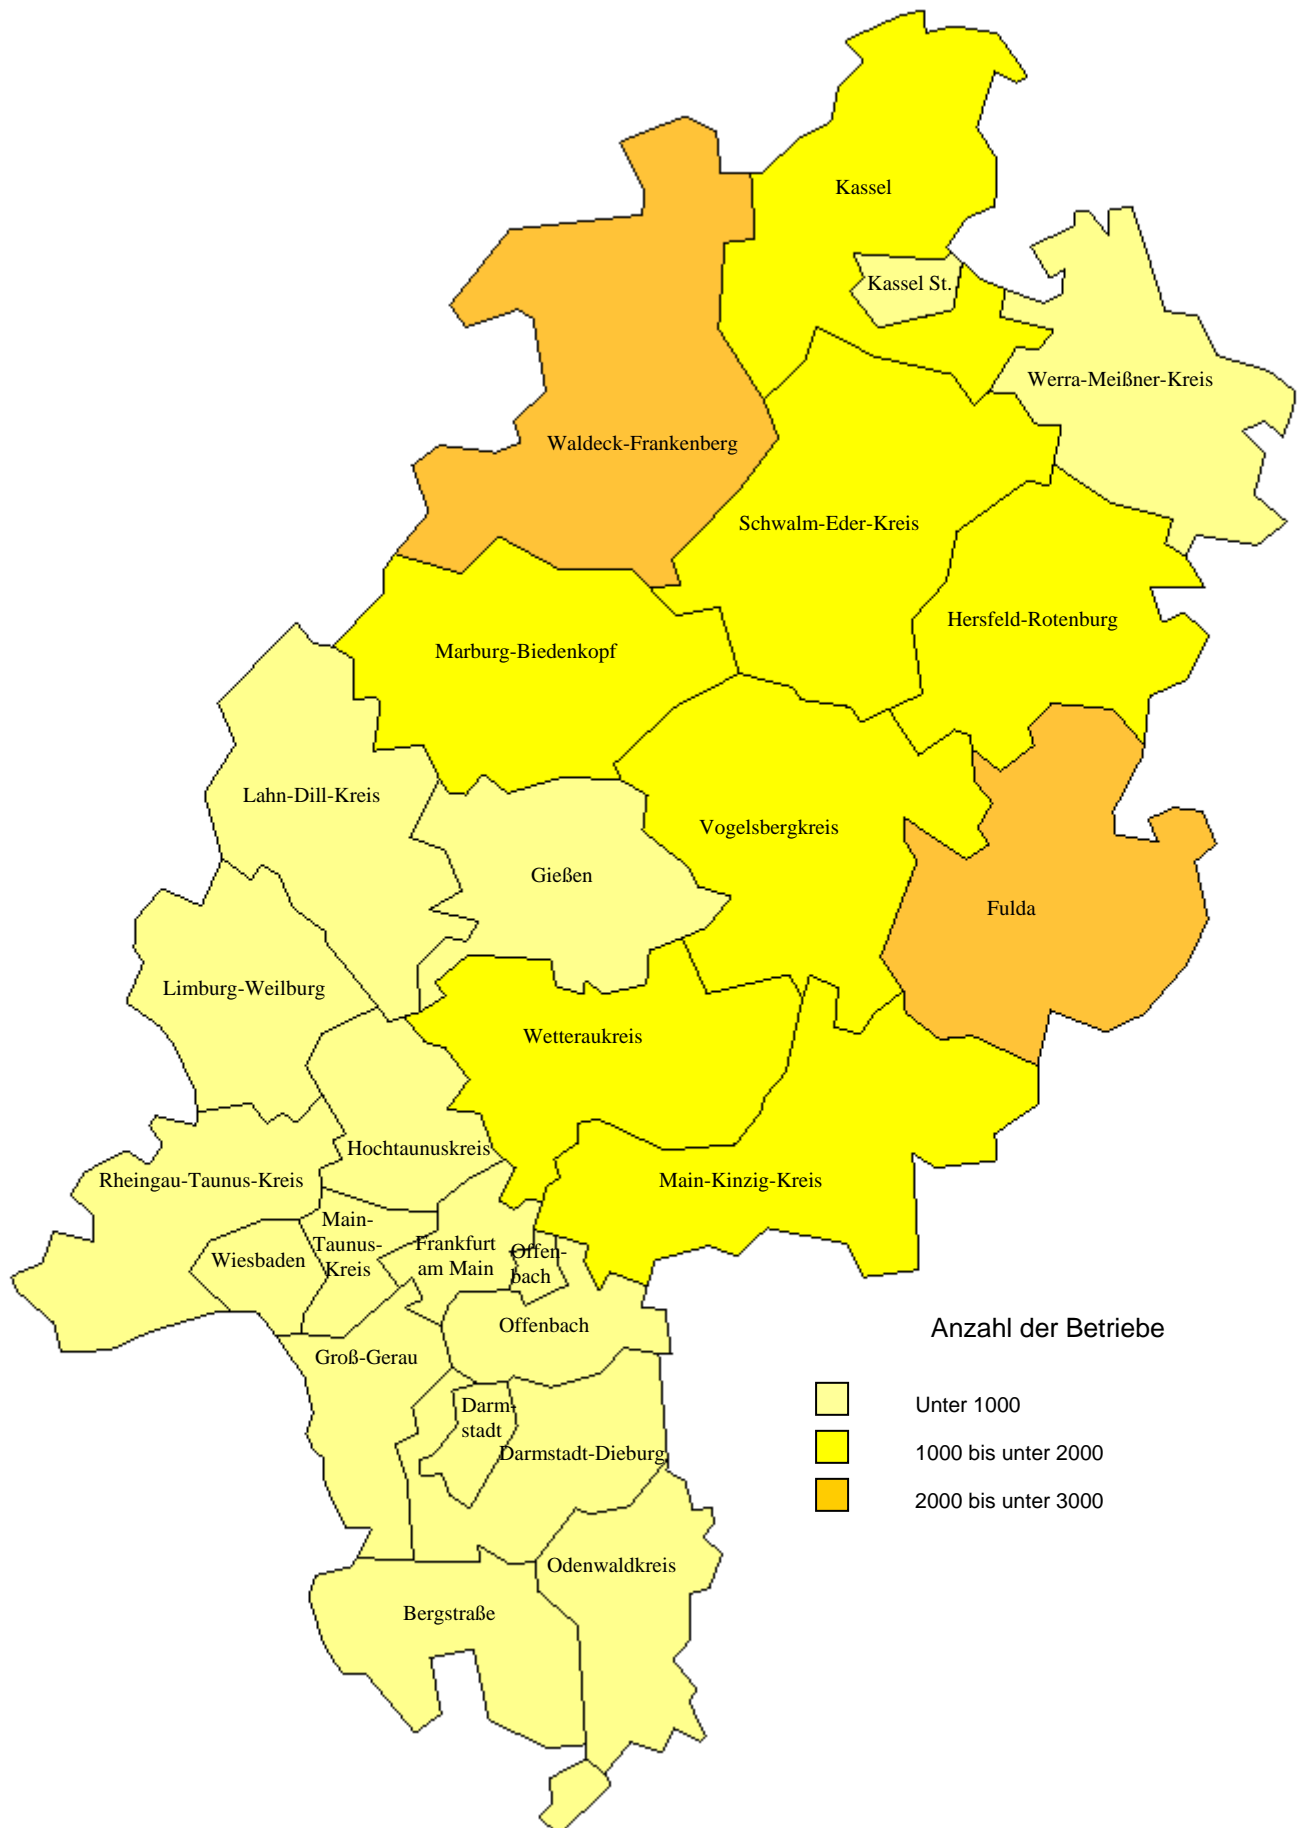 Kassel
Kassel St.
Werra-Meißner-Kreis
Waldeck-Frankenberg
Schwalm-Eder-Kreis
Hersfeld-Rotenburg
Marburg-Biedenkopf
Lahn-Dill-Kreis
Vogelsbergkreis
Gießen
Fulda
Limburg-Weilburg
Wetteraukreis
Hochtaunuskreis
Rheingau-Taunus-Kreis
Main-Kinzig-Kreis
Main-
Taunus-
Kreis
Wiesbaden
Frankfurt
am Main
Offen-
bach
Offenbach
Groß-Gerau
Darm-
stadt
Darmstadt-Dieburg
Odenwaldkreis
Bergstraße
Anzahl der Betriebe
Unter 1000
1000 bis unter 2000
2000 bis unter 3000